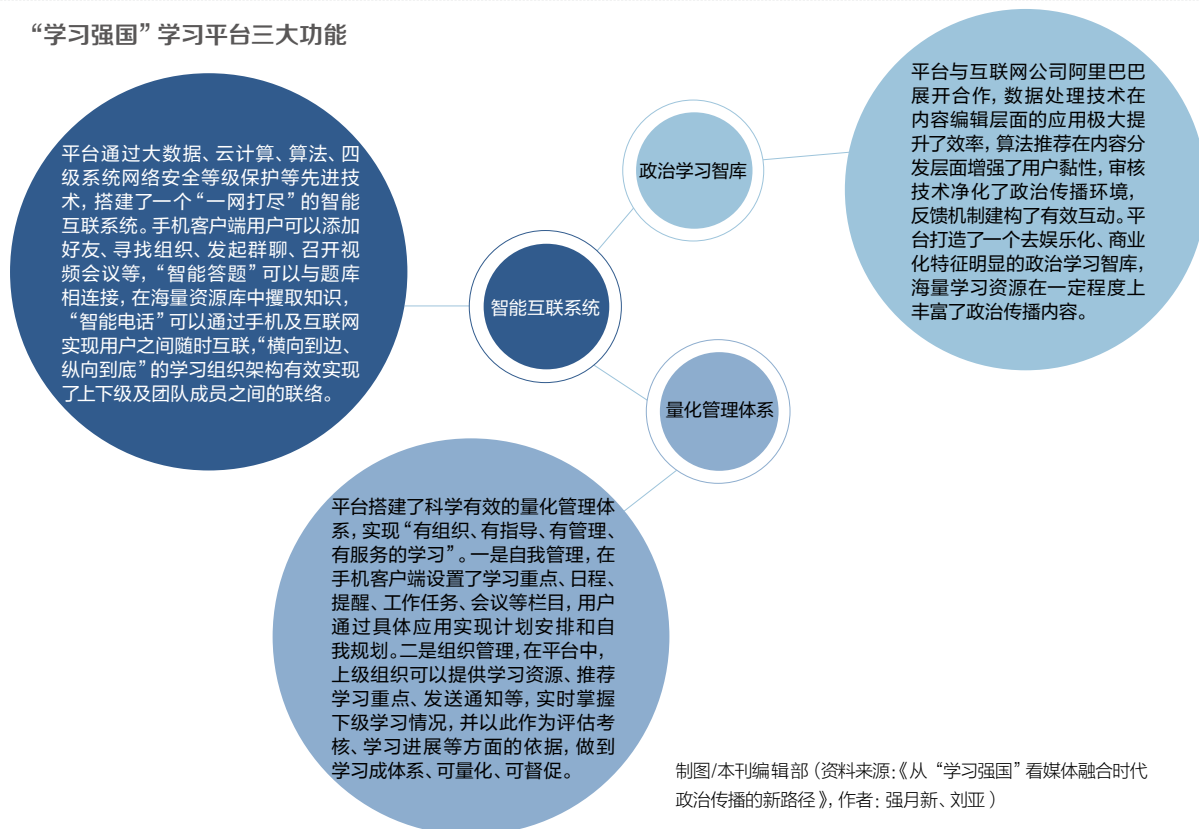 “学习强国”学习平台三大功能
平台通过大数据、云计算、算法、四
级系统网络安全等级保护等先进技
术，搭建了一个“一网打尽”的智能
互联系统。手机客户端用户可以添加
好友、寻找组织、发起群聊、召开视
频会议等，“智能答题”可以与题库
相连接，在海量资源库中攫取知识，
“智能电话”可以通过手机及互联网
实现用户之间随时互联，“横向到边、
纵向到底”的学习组织架构有效实现
了上下级及团队成员之间的联络。
智能互联系统
政治学习智库
平台与互联网公司阿里巴巴
展开合作，数据处理技术在
内容编辑层面的应用极大提
升了效率，算法推荐在内容分
发层面增强了用户黏性，审核
技术净化了政治传播环境，
反馈机制建构了有效互动。平
台打造了一个去娱乐化、商业
化特征明显的政治学习智库，
海量学习资源在一定程度上
丰富了政治传播内容。
量化管理体系
平台搭建了科学有效的量化管理体
系，实现“有组织、有指导、有管理、
有服务的学习”。一是自我管理，在
手机客户端设置了学习重点、日程、
提醒、工作任务、会议等栏目，用户
通过具体应用实现计划安排和自
我规划。二是组织管理，在平台中，
上级组织可以提供学习资源、推荐
学习重点、发送通知等，实时掌握
下级学习情况，并以此作为评估考
核、学习进展等方面的依据，做到
学习成体系、可量化、可督促。
制图/本刊编辑部（资料来源：《从“学习强国”看媒体融合时代
政治传播的新路径》，作者：强月新、刘亚）